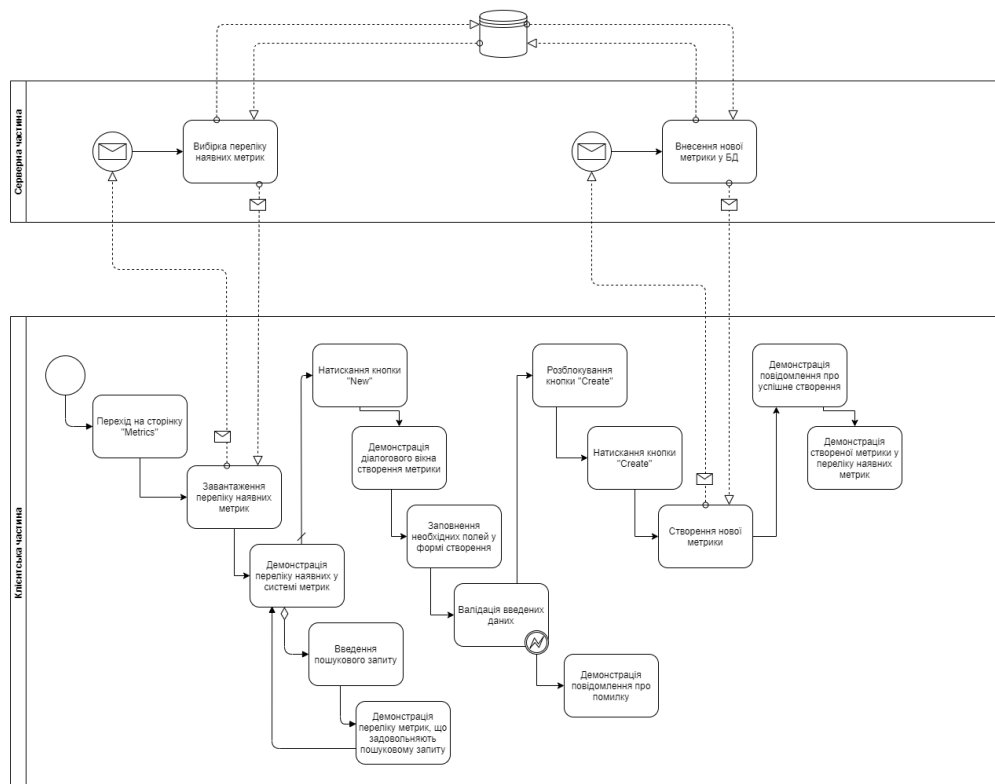 Серверна частина
Вибірка переліку
наявних метрик
Внесення нової
метрики у БД
Клієнтська частина
Перехід на сторінку
"Metrics"
Завантаження
переліку наявних
метрик
Демонстрація
переліку наявних у
системі метрик
Введення
пошукового запиту
Демонстрація
переліку метрик, що
задовольняють
пошуковому запиту
Натискання кнопки
"New"
Демонстрація
діалогового вікна
створення метрики
Заповнення
необхідних полей у
формі створення
Валідація введених
даних
Демонстрація
повідомлення про
помилку
Розблокування
кнопки "Create"
Натискання кнопки
"Create"
Створення нової
метрики
Демонстрація
повідомлення про
успішне створення
Демонстрація
створеної метрики у
переліку наявних
метрик